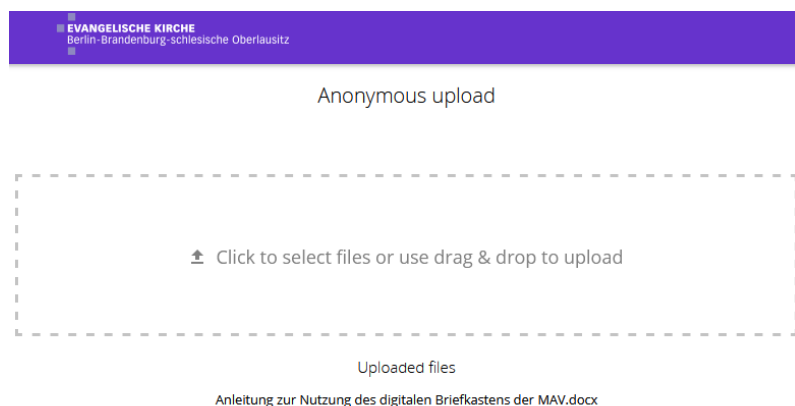 EVANGELISCHE KIRCHE
Berlin-Brandenburg-schlesische Oberlausitz
Anonymous upload
Click to select files or use drag & drop to upload
Uploaded files
Anleitung zur Nutzung des digitalen Briefkastens der MAV.docx